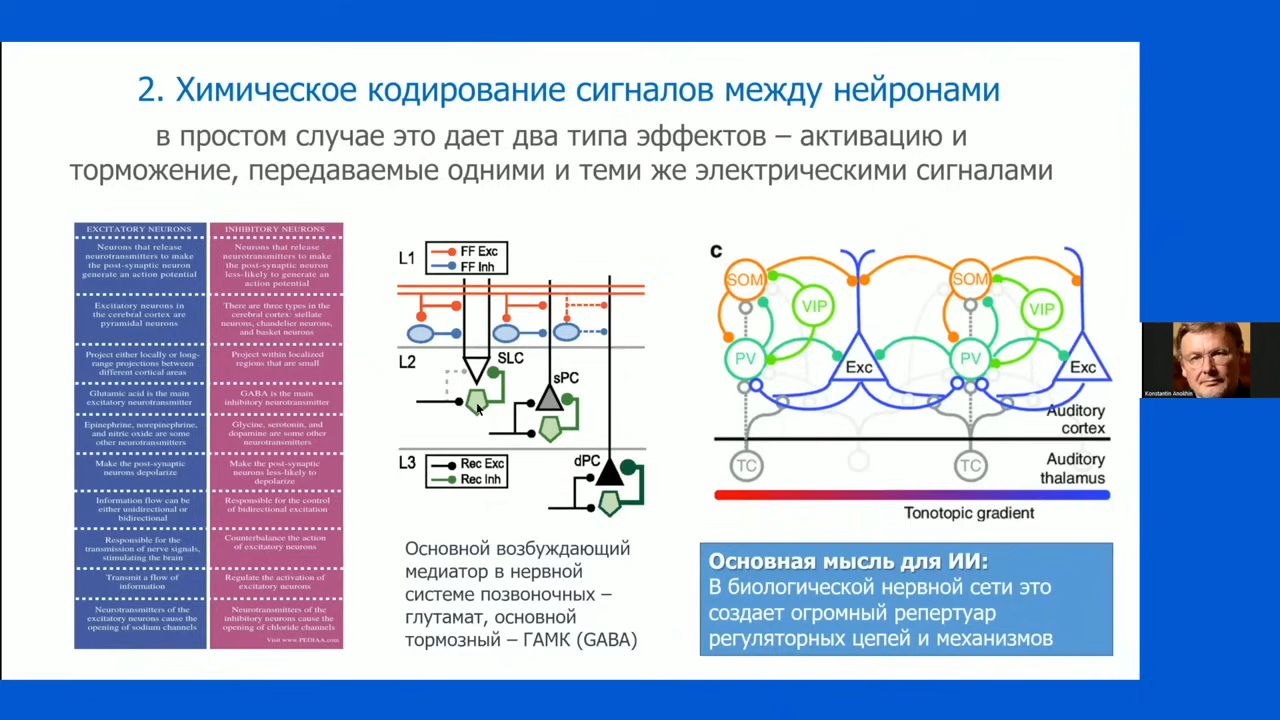 2. Химическое кодирование сигналов между нейронами
в простом случае это дает два типа эффектов – активацию и
торможение, передаваемые одними и теми же электрическими сигналами
EXCITATORY NEURONS
Neurons that release
neurotransmitters to make
the post-synaptic neuron
generate an action potential
Excitatory neurons in
the cerebral cortex are
pyramidal neurons
Project either locally or long-
range projections between
different cortical areas
Glutamic acid is the main
excitatory neurotransmitter
Epinephrine, norepinephrine,
and nitric oxide are some
other neurotransmitters
Make the post-synaptic
neurons depolarize
Information flow can be
either unidirectional or
bidirectional
Responsible for the
transmission of nerve signals,
stimulating the brain
Transmit a flow of
information
Neurotransmitters of the
excitatory neurons cause the
opening of sodium channels
INHIBITORY NEURONS
Neurons that release
neurotransmitters to make
the post-synaptic neuron
less-likely to generate an
action potential
There are three types in the
cerebral cortex: stellate
neurons, chandelier neurons,
and basket neurons
Project within localized
regions that are small
GABA is the main
inhibitory neurotransmitter
Glycine, serotonin, and
dopamine are some other
neurotransmitters
Make the post-synaptic
neurons less-likely to
depolarize
Responsible for the control
of bidirectional excitation
Counterbalance the action
of excitatory neurons
Regulate the activation of
excitatory neurons
Neurotransmitters of the
inhibitory neurons cause the
opening of chloride channels
Visit www.PEDIAA.com
L1
FF Exc
FF Inh
L2
SLC
sPC
L3
Rec Exc
Rec Inh
dPC
Основной возбуждающий
медиатор в нервной
системе позвоночных –
глутамат, основной
тормозный – ГАМК (GABA)
c
SOM
VIP
PV
Exc
SOM
VIP
PV
Exc
Auditory
cortex
TC
TC
Auditory
thalamus
Tonotopic gradient
Основная мысль для ИИ:
В биологической нервной сети это
создает огромный репертуар
регуляторных цепей и механизмов
Konstantin Anokhin